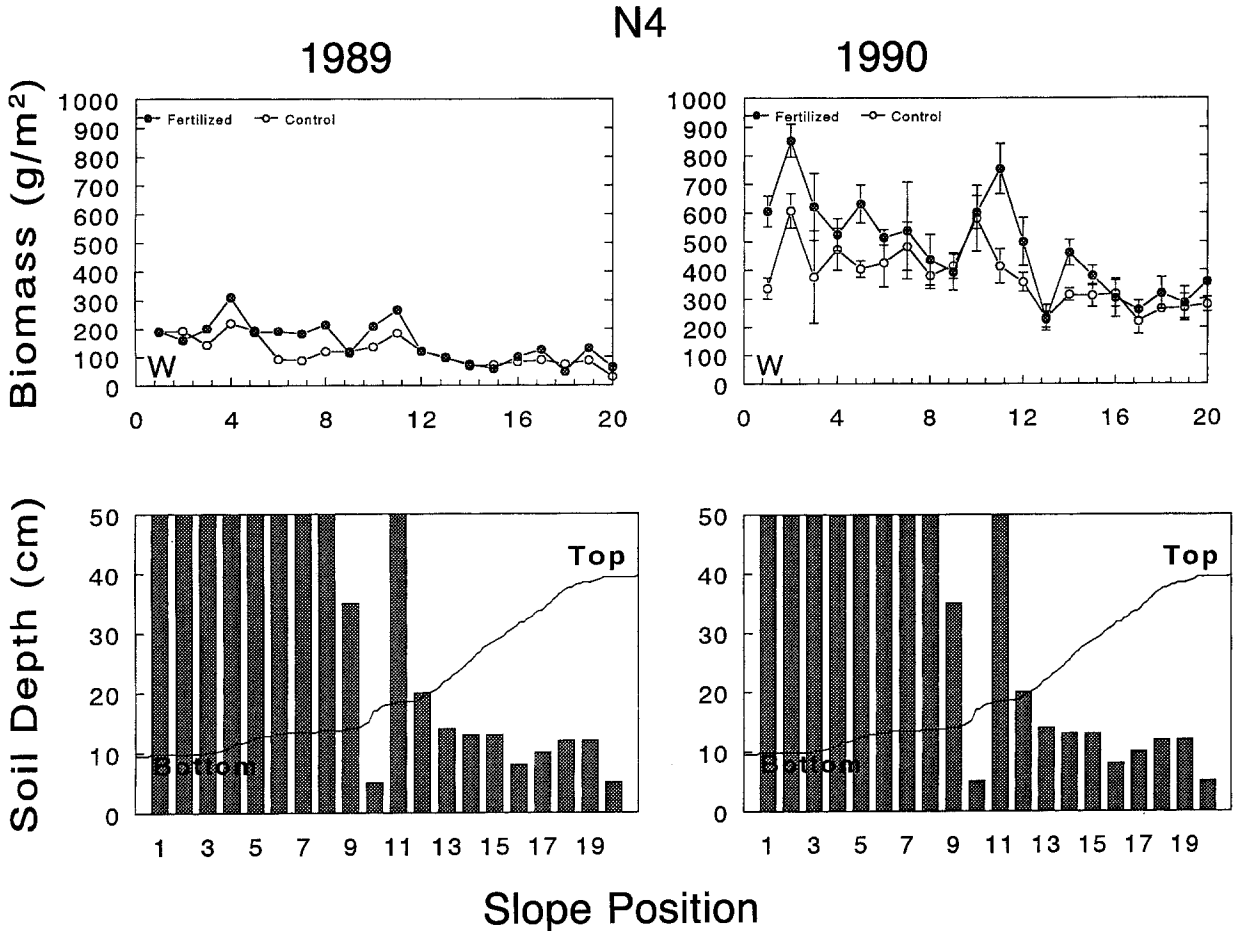 N4
1989
1990
Biomass (g/m²)
1000
900
800
700
600
500
400
300
200
100
0
Fertilized
Control
W
0 4 8 12 16 20
1000
900
800
700
600
500
400
300
200
100
0
Fertilized
Control
W
0 4 8 12 16 20
Soil Depth (cm)
50
40
30
20
10
0
Top
Bottom
1 3 5 7 9 11 13 15 17 19
50
40
30
20
10
0
Top
Bottom
1 3 5 7 9 11 13 15 17 19
Slope Position